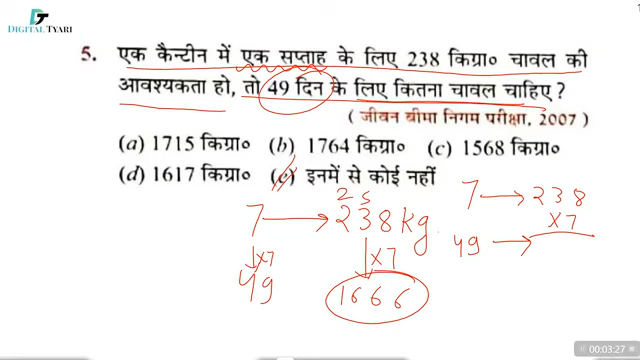 DIGITAL TYARI
5. एक कैन्टीन में एक सप्ताह के लिए 238 किग्रा० चावल की
आवश्यकता हो, तो 49 दिन के लिए कितना चावल चाहिए ?
( जीवन बीमा निगम परीक्षा, 2007 )
(a) 1715 किग्रा० (b) 1764 किग्रा० (c) 1568 किग्रा०
(d) 1617 किग्रा० (e) इनमें से कोई नहीं
2 5
7 → 238 kg
↓×7 ↓×7
49 1666
7 → 238
×7
49 →
00:03:27